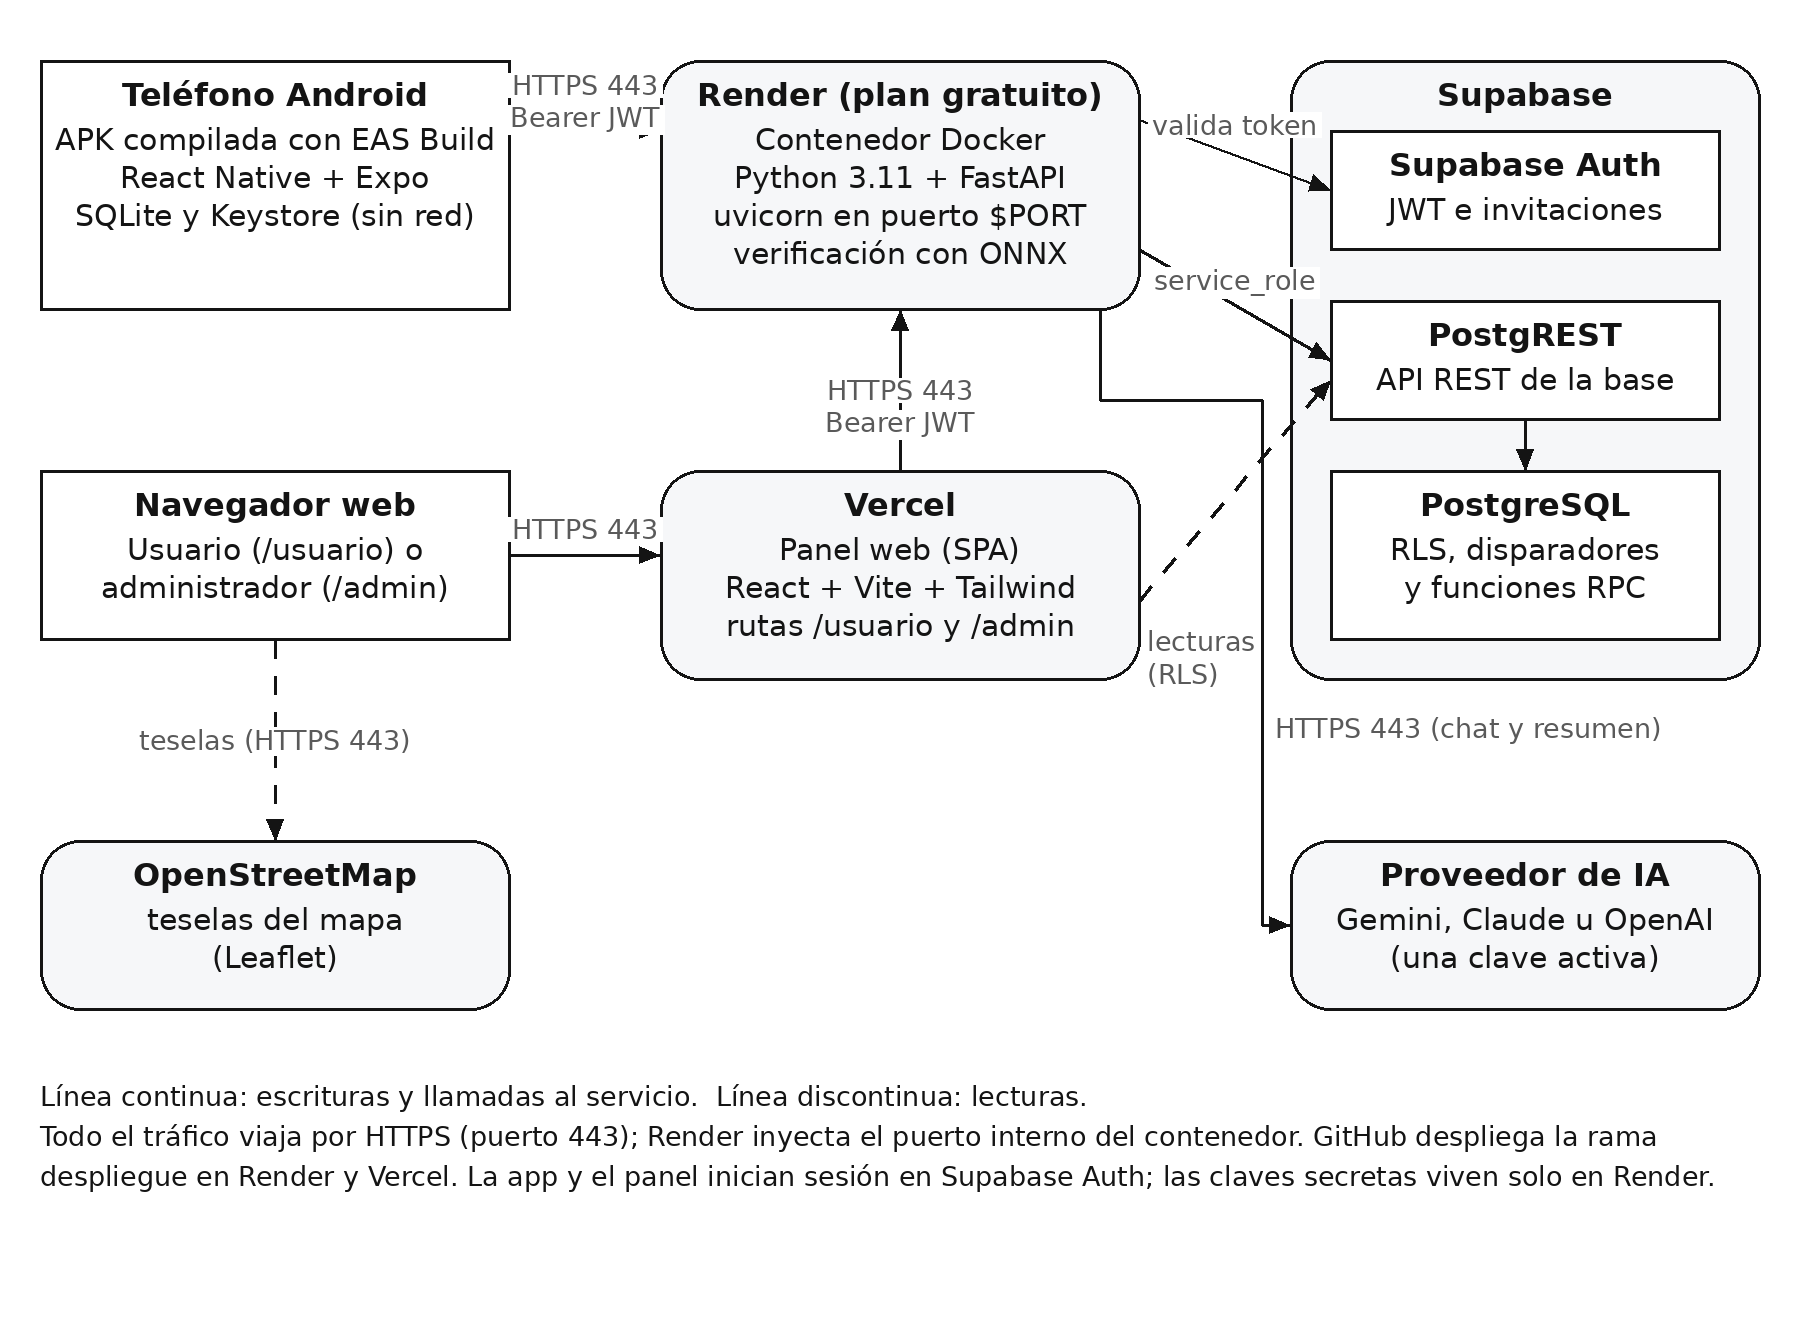 Teléfono Android
APK compilada con EAS Build
React Native + Expo
SQLite y Keystore (sin red)
HTTPS 443
Bearer JWT
Render (plan gratuito)
Contenedor Docker
Python 3.11 + FastAPI
uvicorn en puerto $PORT
verificación con ONNX
valida token
service_role
Supabase
Supabase Auth
JWT e invitaciones
PostgREST
API REST de la base
PostgreSQL
RLS, disparadores
y funciones RPC
HTTPS 443
Bearer JWT
Navegador web
Usuario (/usuario) o
administrador (/admin)
HTTPS 443
Vercel
Panel web (SPA)
React + Vite + Tailwind
rutas /usuario y /admin
lecturas
(RLS)
teselas (HTTPS 443)
HTTPS 443 (chat y resumen)
OpenStreetMap
teselas del mapa
(Leaflet)
Proveedor de IA
Gemini, Claude u OpenAI
(una clave activa)
Línea continua: escrituras y llamadas al servicio.  Línea discontinua: lecturas.
Todo el tráfico viaja por HTTPS (puerto 443); Render inyecta el puerto interno del contenedor. GitHub despliega la rama
despliegue en Render y Vercel. La app y el panel inician sesión en Supabase Auth; las claves secretas viven solo en Render.